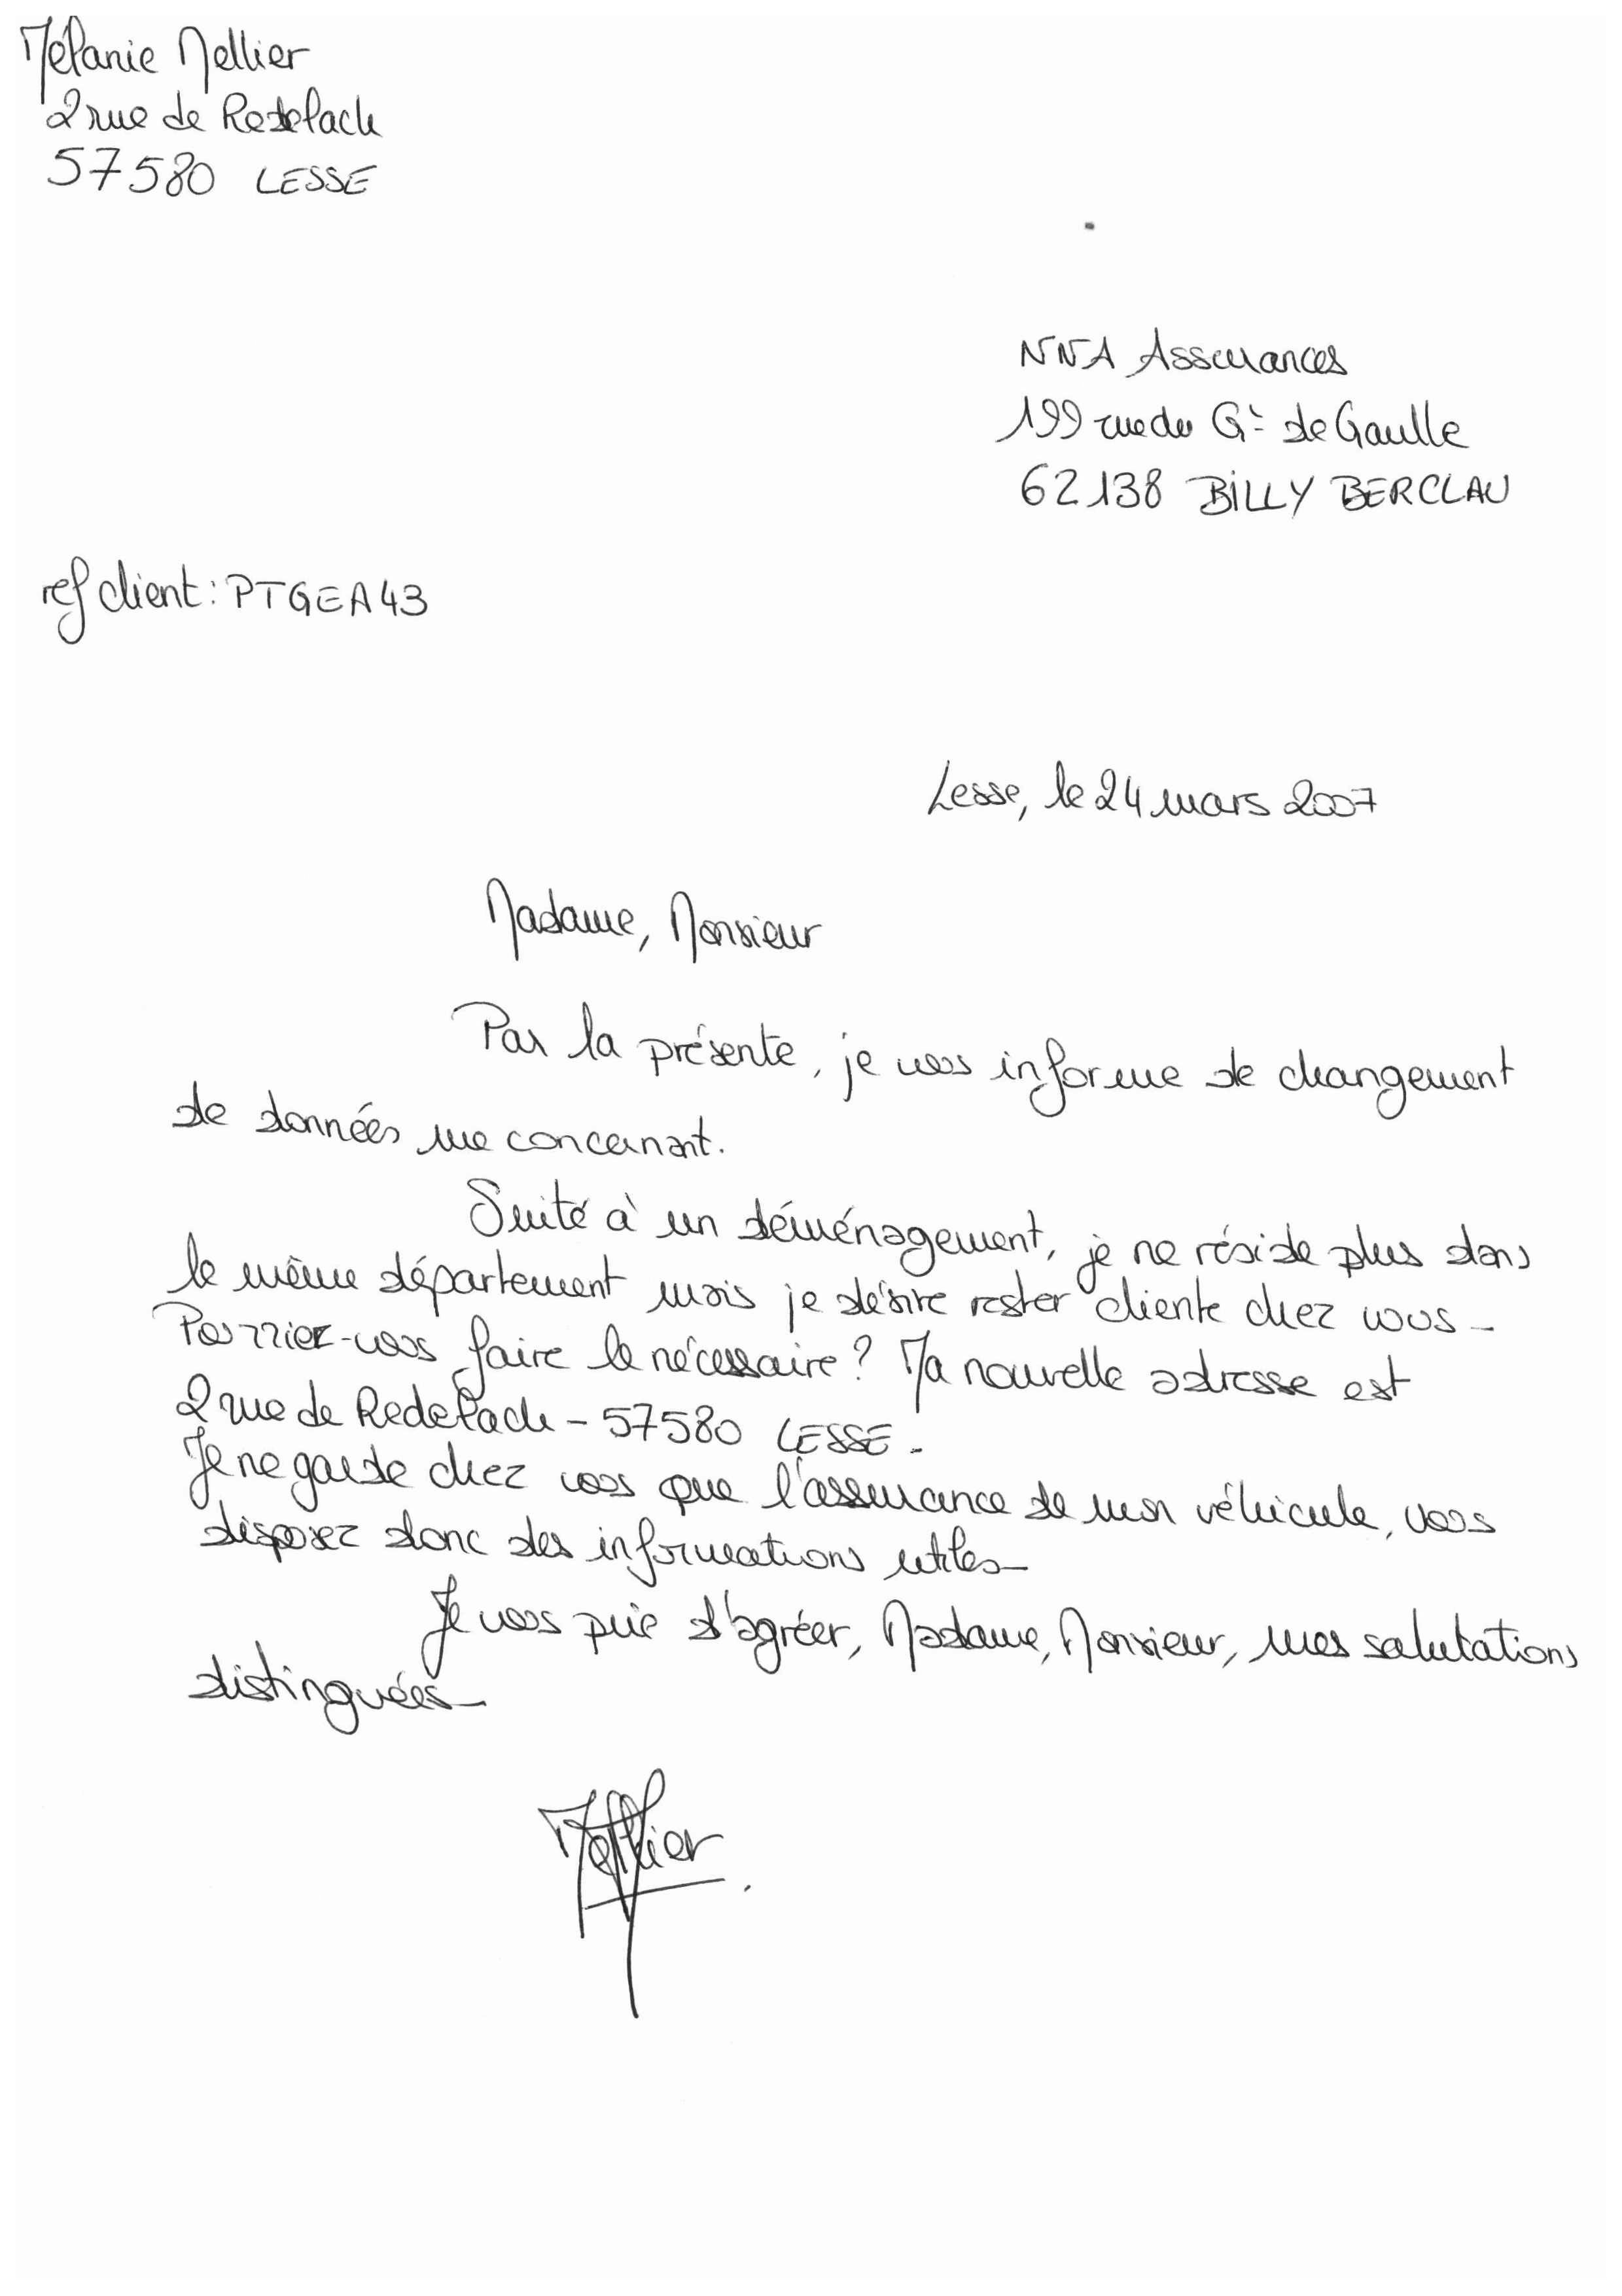 Mélanie Mellier
2 rue de Redelach
57580 LESSE
NNA Assurances
199 rue du Gal de Gaulle
62138 BILLY BERCLAU
ref client : PTGEA43
Lesse, le 24 mars 2007
Madame, Monsieur
Par la présente, je vous informe de changement
de données me concernant.
Suite à un déménagement, je ne réside plus dans
le même département mais je désire rester cliente chez vous -
Pourriez-vous faire le nécessaire ? Ma nouvelle adresse est
2 rue de Redelach - 57580 LESSE -
Je ne garde chez vous que l'assurance de mon véhicule, vous
disposez donc des informations utiles -
Je vous prie d'agréer, Madame, Monsieur, mes salutations
distinguées -
Mellier